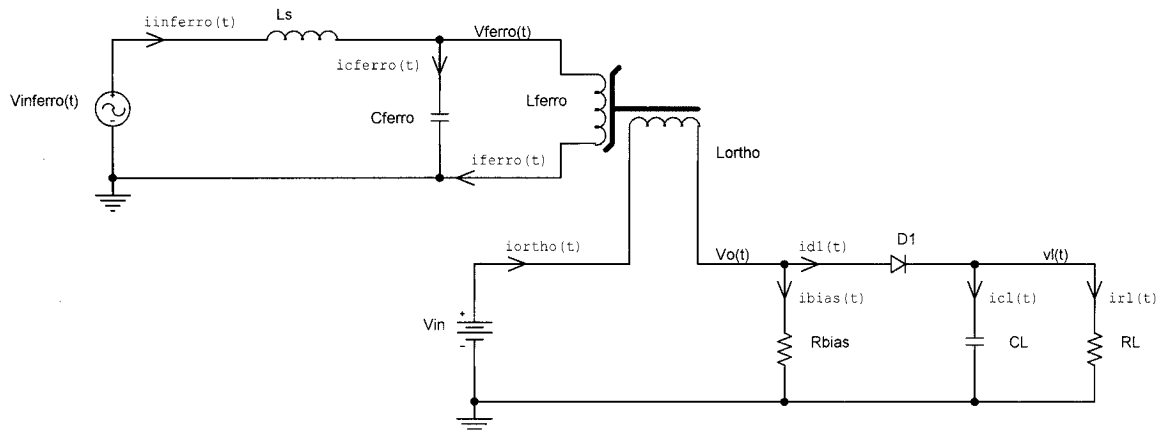 Ls
iinferro(t)
Vferro(t)
icferro(t)
Vinferro(t)
+
-
Cferro
Lferro
iferro(t)
Lortho
iortho(t)
Vo(t)
id1(t)
D1
vl(t)
ibias(t)
icl(t)
irl(t)
+
Vin
-
Rbias
CL
RL